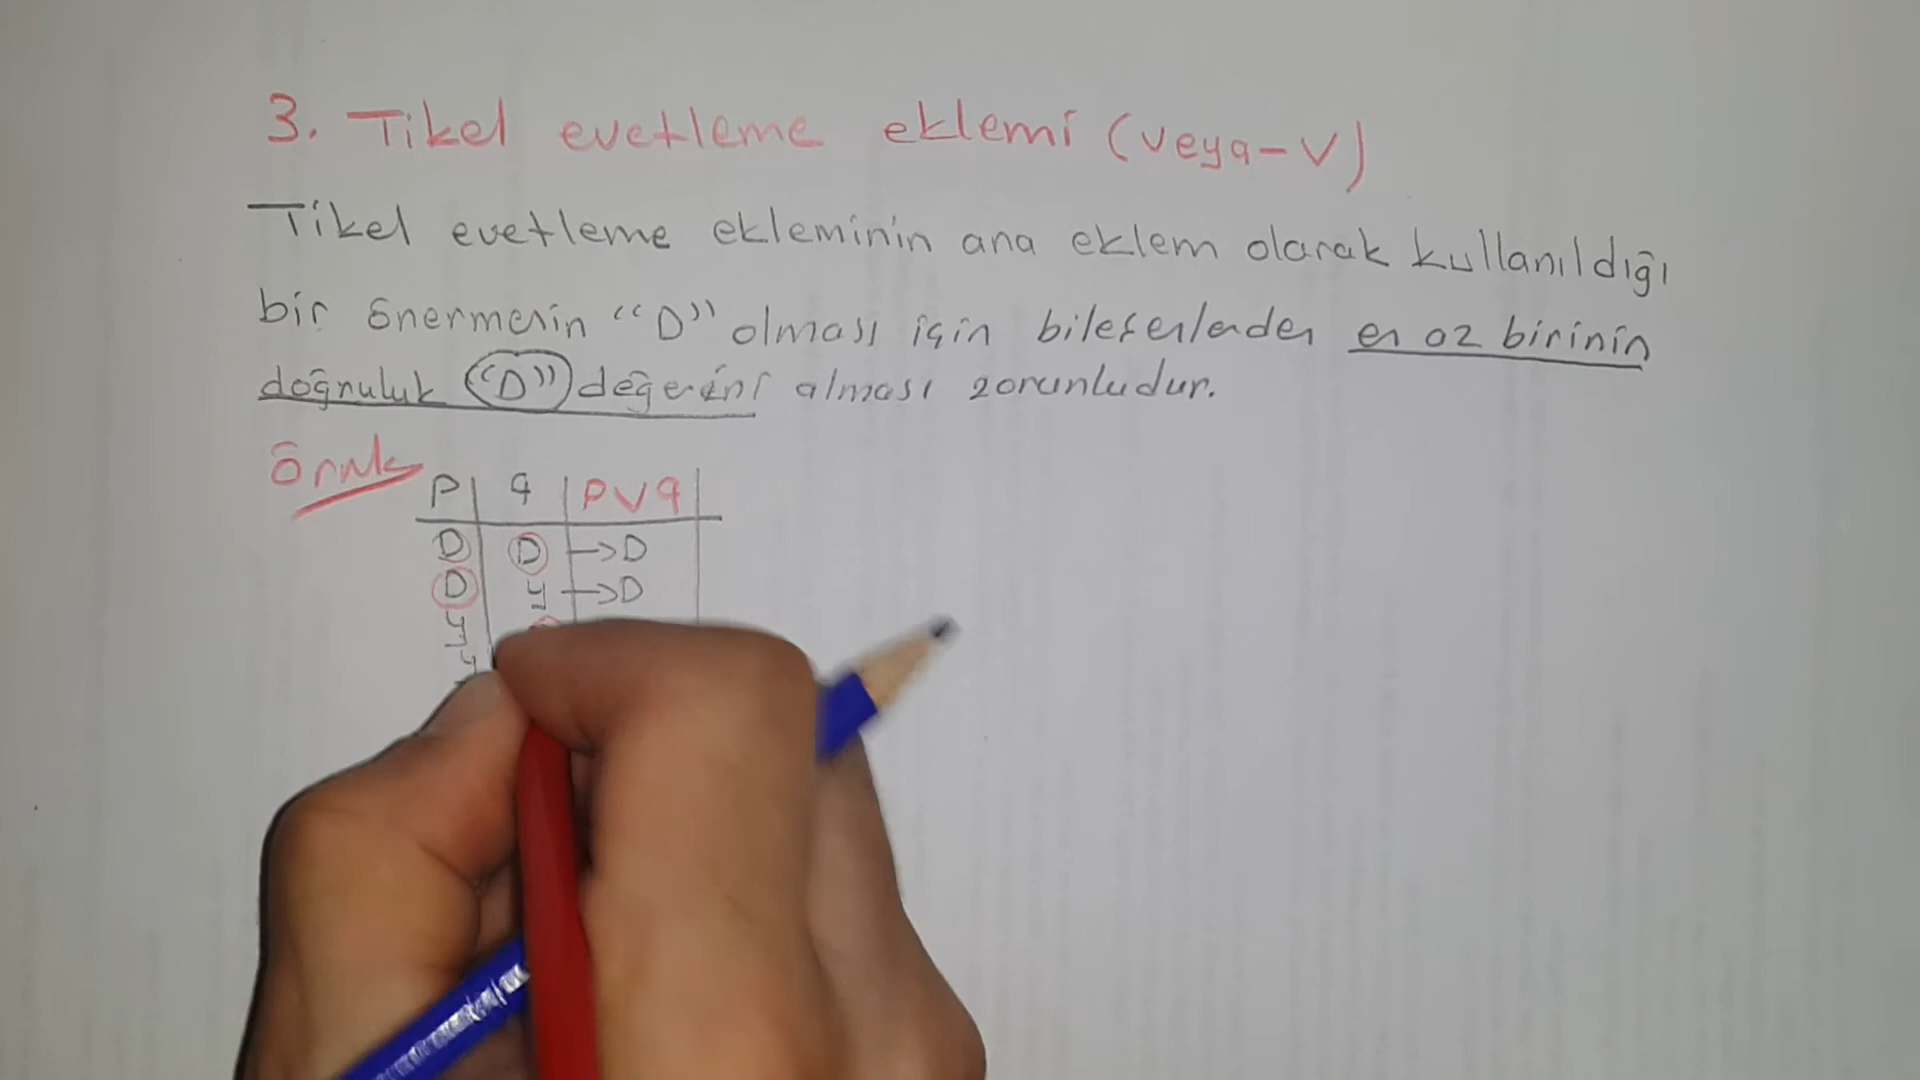 3. Tikel evetleme eklemi (veya-V)
Tikel evetleme ekleminin ana eklem olarak kullanıldığı
bir önermenin "D" olması için bileşenlerden en az birinin
doğruluk "D" değerini alması zorunludur.
Örnek
P q PVq
D D →D
D y →D
y
y